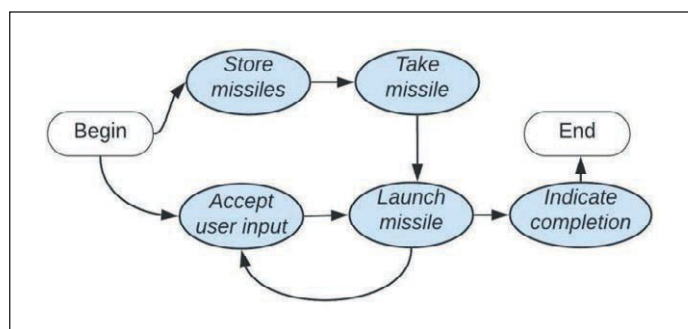 Store
missiles
Take
missile
Begin
End
Accept
user input
Launch
missile
Indicate
completion